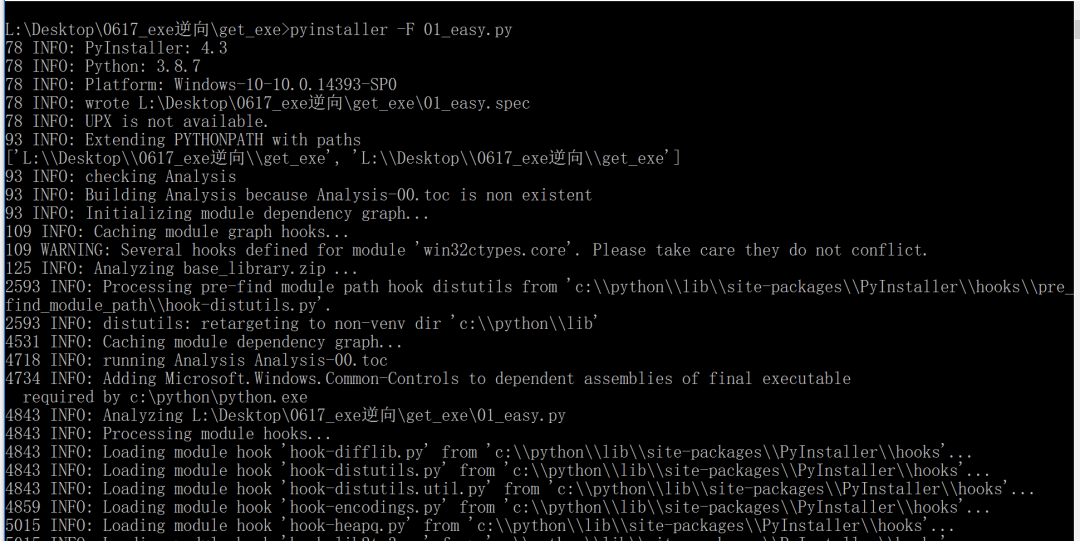 L:\Desktop\0617_exe逆向\get_exe>pyinstaller -F 01_easy.py
78 INFO: PyInstaller: 4.3
78 INFO: Python: 3.8.7
78 INFO: Platform: Windows-10-10.0.14393-SP0
78 INFO: wrote L:\Desktop\0617_exe逆向\get_exe\01_easy.spec
78 INFO: UPX is not available.
93 INFO: Extending PYTHONPATH with paths
['L:\\Desktop\\0617_exe逆向\\get_exe', 'L:\\Desktop\\0617_exe逆向\\get_exe']
93 INFO: checking Analysis
93 INFO: Building Analysis because Analysis-00.toc is non existent
93 INFO: Initializing module dependency graph...
109 INFO: Caching module graph hooks...
109 WARNING: Several hooks defined for module 'win32ctypes.core'. Please take care they do not conflict.
125 INFO: Analyzing base_library.zip ...
2593 INFO: Processing pre-find module path hook distutils from 'c:\\python\\lib\\site-packages\\PyInstaller\\hooks\\pre_
find_module_path\\hook-distutils.py'.
2593 INFO: distutils: retargeting to non-venv dir 'c:\\python\\lib'
4531 INFO: Caching module dependency graph...
4718 INFO: running Analysis Analysis-00.toc
4734 INFO: Adding Microsoft.Windows.Common-Controls to dependent assemblies of final executable
  required by c:\python\python.exe
4843 INFO: Analyzing L:\Desktop\0617_exe逆向\get_exe\01_easy.py
4843 INFO: Processing module hooks...
4843 INFO: Loading module hook 'hook-difflib.py' from 'c:\\python\\lib\\site-packages\\PyInstaller\\hooks'...
4843 INFO: Loading module hook 'hook-distutils.py' from 'c:\\python\\lib\\site-packages\\PyInstaller\\hooks'...
4843 INFO: Loading module hook 'hook-distutils.util.py' from 'c:\\python\\lib\\site-packages\\PyInstaller\\hooks'...
4859 INFO: Loading module hook 'hook-encodings.py' from 'c:\\python\\lib\\site-packages\\PyInstaller\\hooks'...
5015 INFO: Loading module hook 'hook-heapq.py' from 'c:\\python\\lib\\site-packages\\PyInstaller\\hooks'...